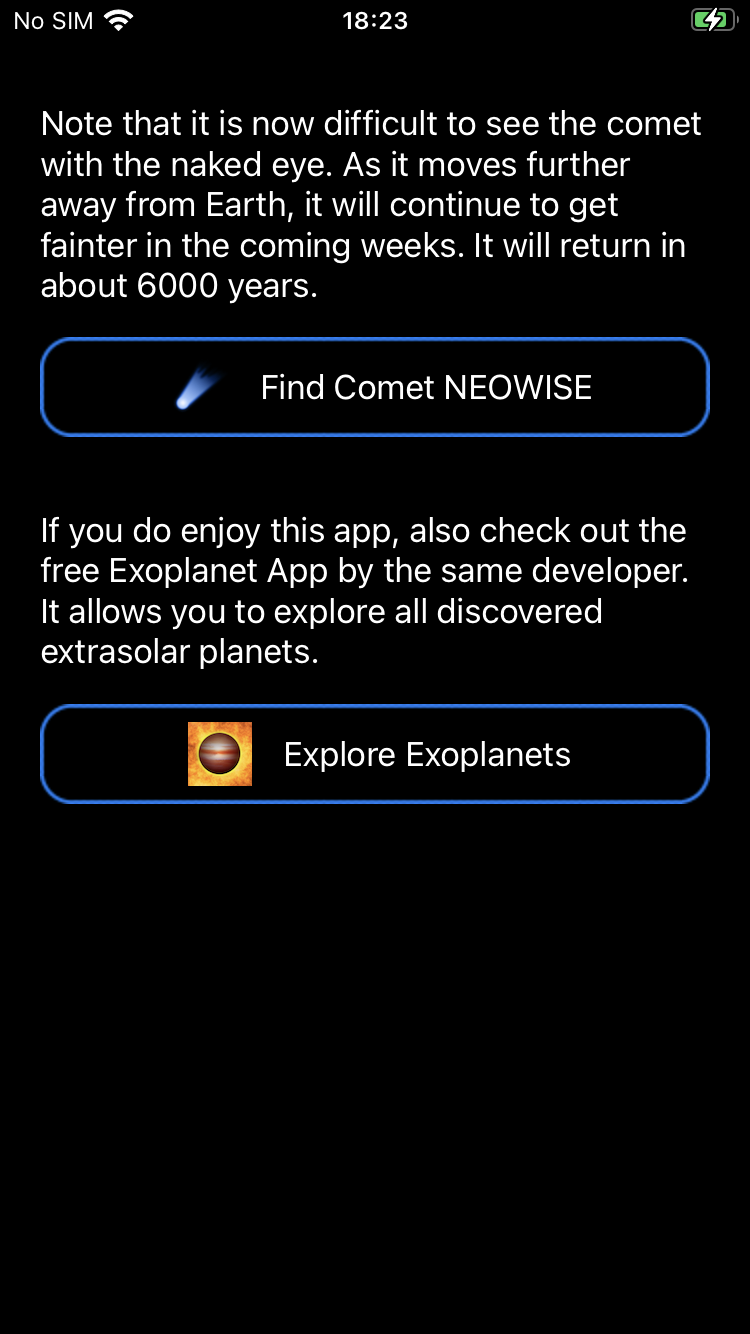 No SIM 18:23
Note that it is now difficult to see the comet
with the naked eye. As it moves further
away from Earth, it will continue to get
fainter in the coming weeks. It will return in
about 6000 years.
Find Comet NEOWISE
If you do enjoy this app, also check out the
free Exoplanet App by the same developer.
It allows you to explore all discovered
extrasolar planets.
Explore Exoplanets